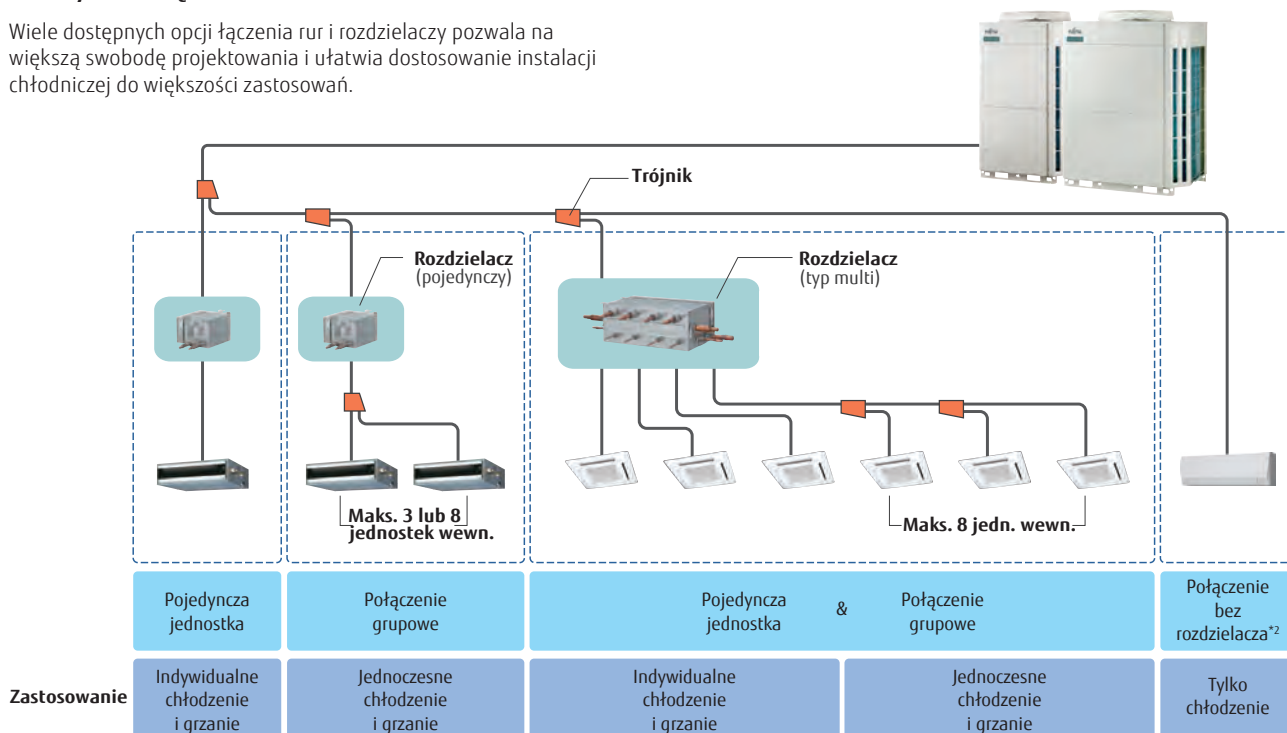 Wiele dostępnych opcji łączenia rur i rozdzielaczy pozwala na
większą swobodę projektowania i ułatwia dostosowanie instalacji
chłodniczej do większości zastosowań.
Trójnik
Rozdzielacz
(pojedynczy)
Rozdzielacz
(typ multi)
Maks. 3 lub 8
jednostek wewn.
Maks. 8 jedn. wewn.
Pojedyncza
jednostka
Połączenie
grupowe
Pojedyncza
jednostka
&
Połączenie
grupowe
Połączenie
bez
rozdzielacza*2
Zastosowanie
Indywidualne
chłodzenie
i grzanie
Jednoczesne
chłodzenie
i grzanie
Indywidualne
chłodzenie
i grzanie
Jednoczesne
chłodzenie
i grzanie
Tylko
chłodzenie